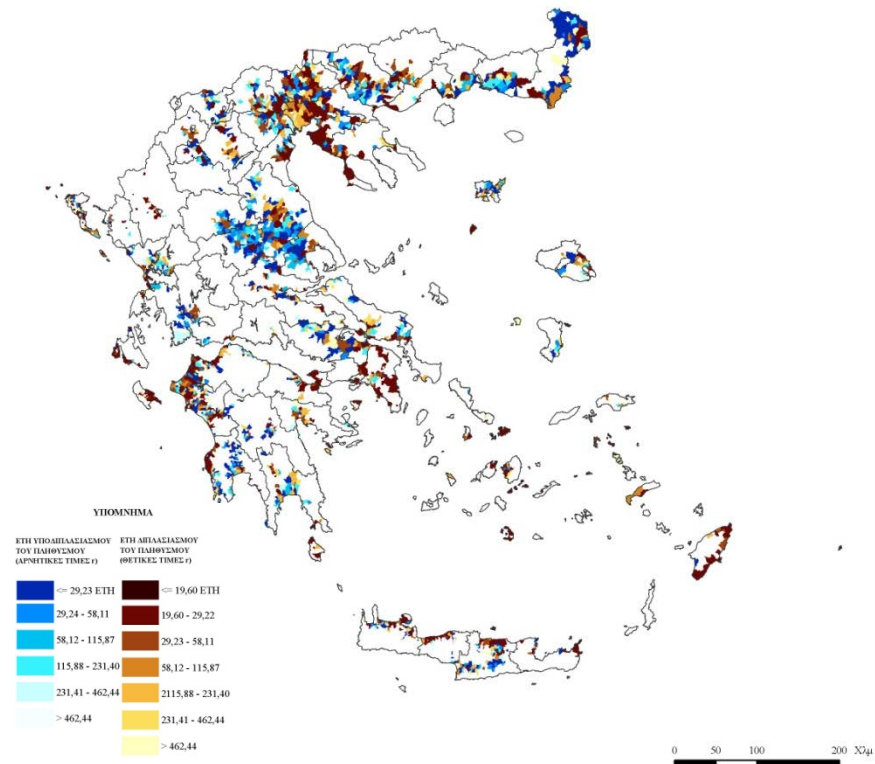 ΥΠΟΜΝΗΜΑ
ΕΤΗ ΥΠΟΔΙΠΛΑΣΙΑΣΜΟΥ
ΤΟΥ ΠΛΗΘΥΣΜΟΥ
(ΑΡΝΗΤΙΚΕΣ ΤΙΜΕΣ r)
<= 29,23 ΕΤΗ
29,24 - 58,11
58,12 - 115,87
115,88 - 231,40
231,41 - 462,44
> 462,44
ΕΤΗ ΔΙΠΛΑΣΙΑΣΜΟΥ
ΤΟΥ ΠΛΗΘΥΣΜΟΥ
(ΘΕΤΙΚΕΣ ΤΙΜΕΣ r)
<= 19,60 ΕΤΗ
19,60 - 29,22
29,23 - 58,11
58,12 - 115,87
2115,88 - 231,40
231,41 - 462,44
> 462,44
0 50 100 200 Χλμ